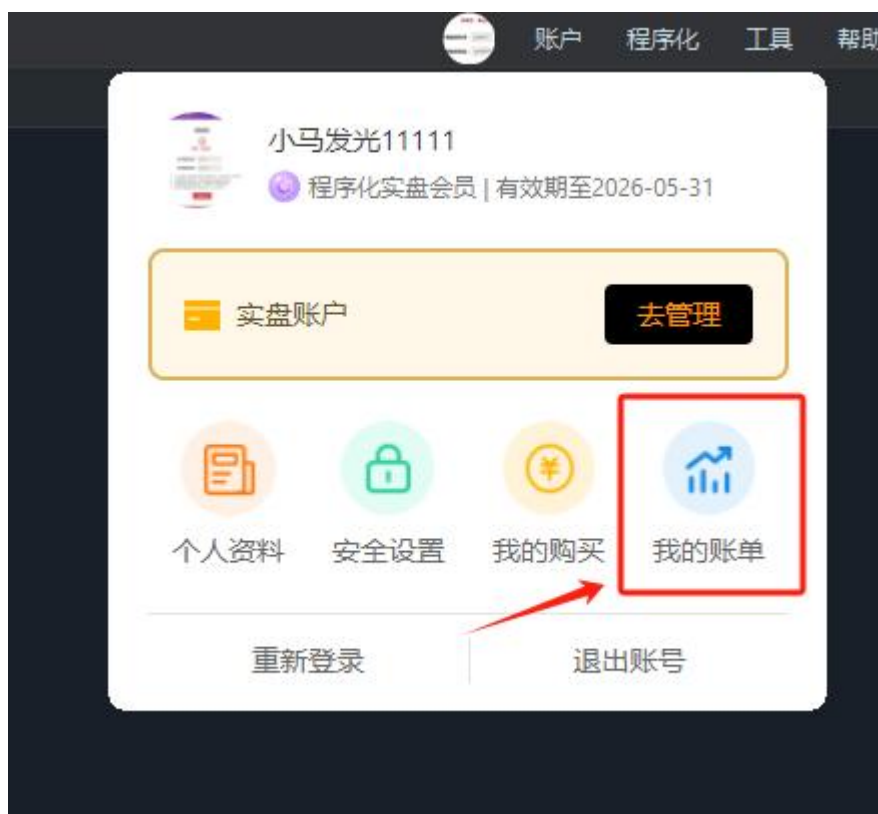 账户 程序化 工具 帮助
小马发光11111
程序化实盘会员 | 有效期至2026-05-31
实盘账户 去管理
个人资料 安全设置 我的购买 我的账单
重新登录 退出账号